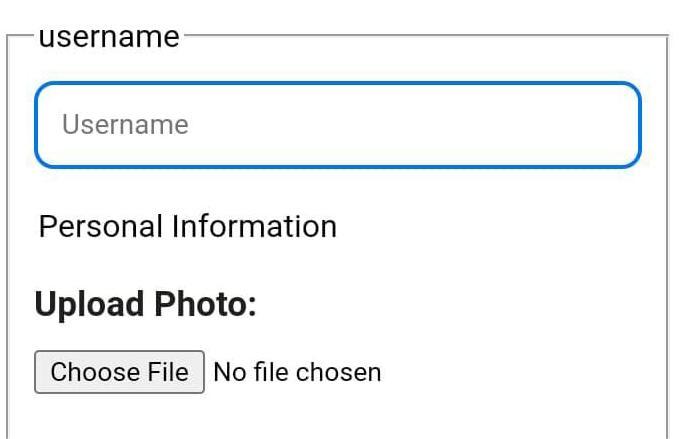 username
Username
Personal Information
Upload Photo:
Choose File No file chosen